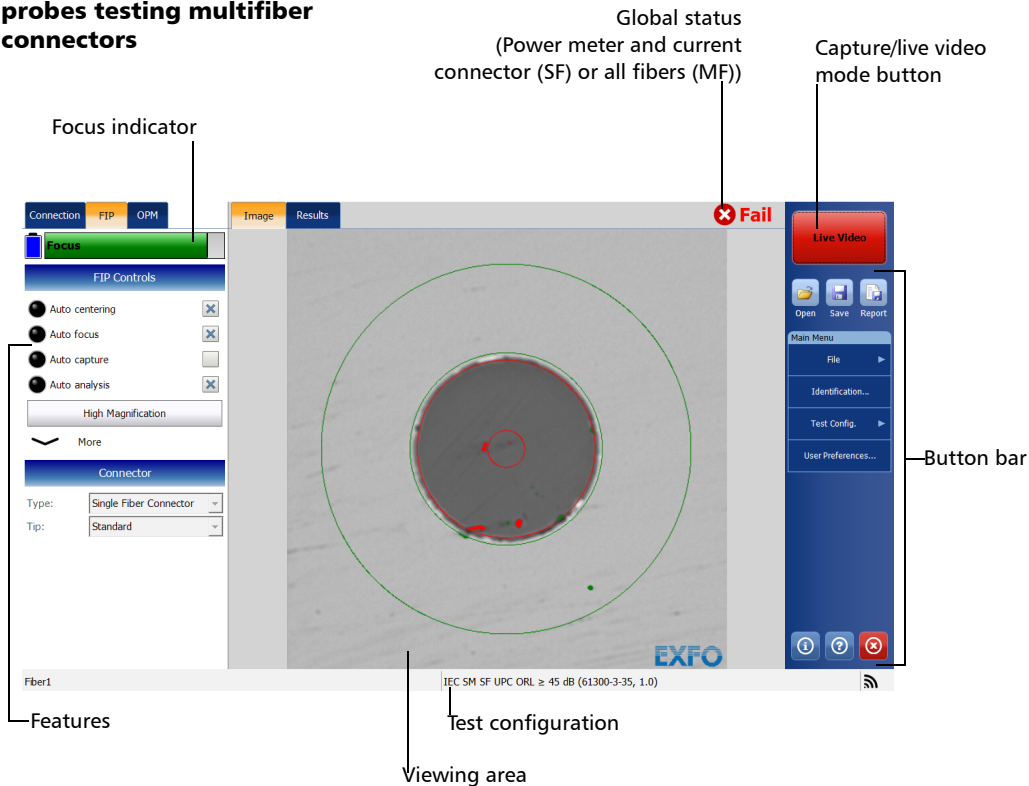 probes testing multifiber
connectors
Global status
(Power meter and current
connector (SF) or all fibers (MF))
Capture/live video
mode button
Focus indicator
Connection
FIP
OPM
Image
Results
Fail
Live Video
Focus
FIP Controls
Auto centering
Auto focus
Auto capture
Auto analysis
High Magnification
More
Connector
Type:
Single Fiber Connector
Tip:
Standard
Open
Save
Report
Main Menu
File
Identification...
Test Config.
User Preferences...
Button bar
EXFO
Fiber1
IEC SM SF UPC ORL ≥ 45 dB (61300-3-35, 1.0)
Features
Test configuration
Viewing area